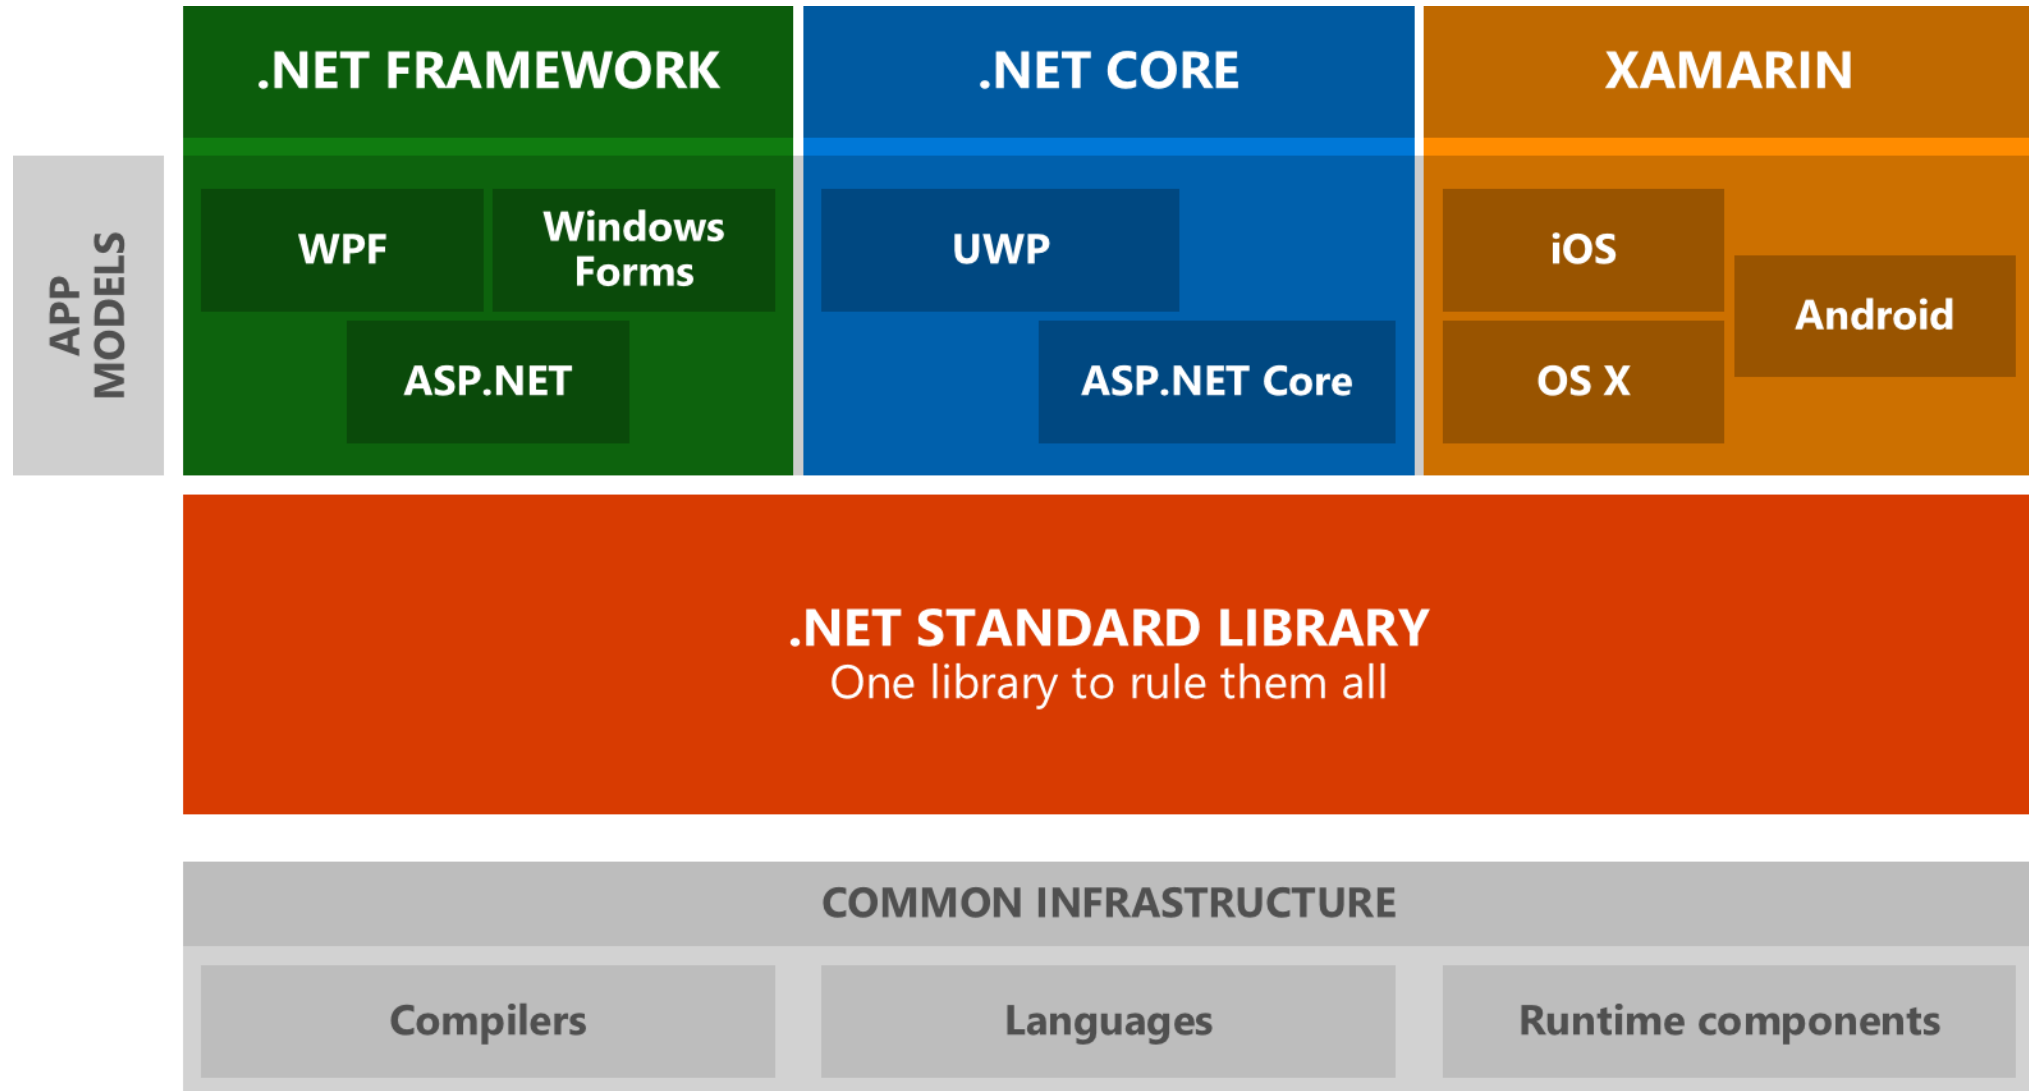 .NET FRAMEWORK
.NET CORE
XAMARIN
APP
MODELS
WPF
Windows
Forms
ASP.NET
UWP
ASP.NET Core
iOS
Android
OS X
.NET STANDARD LIBRARY
One library to rule them all
COMMON INFRASTRUCTURE
Compilers
Languages
Runtime components